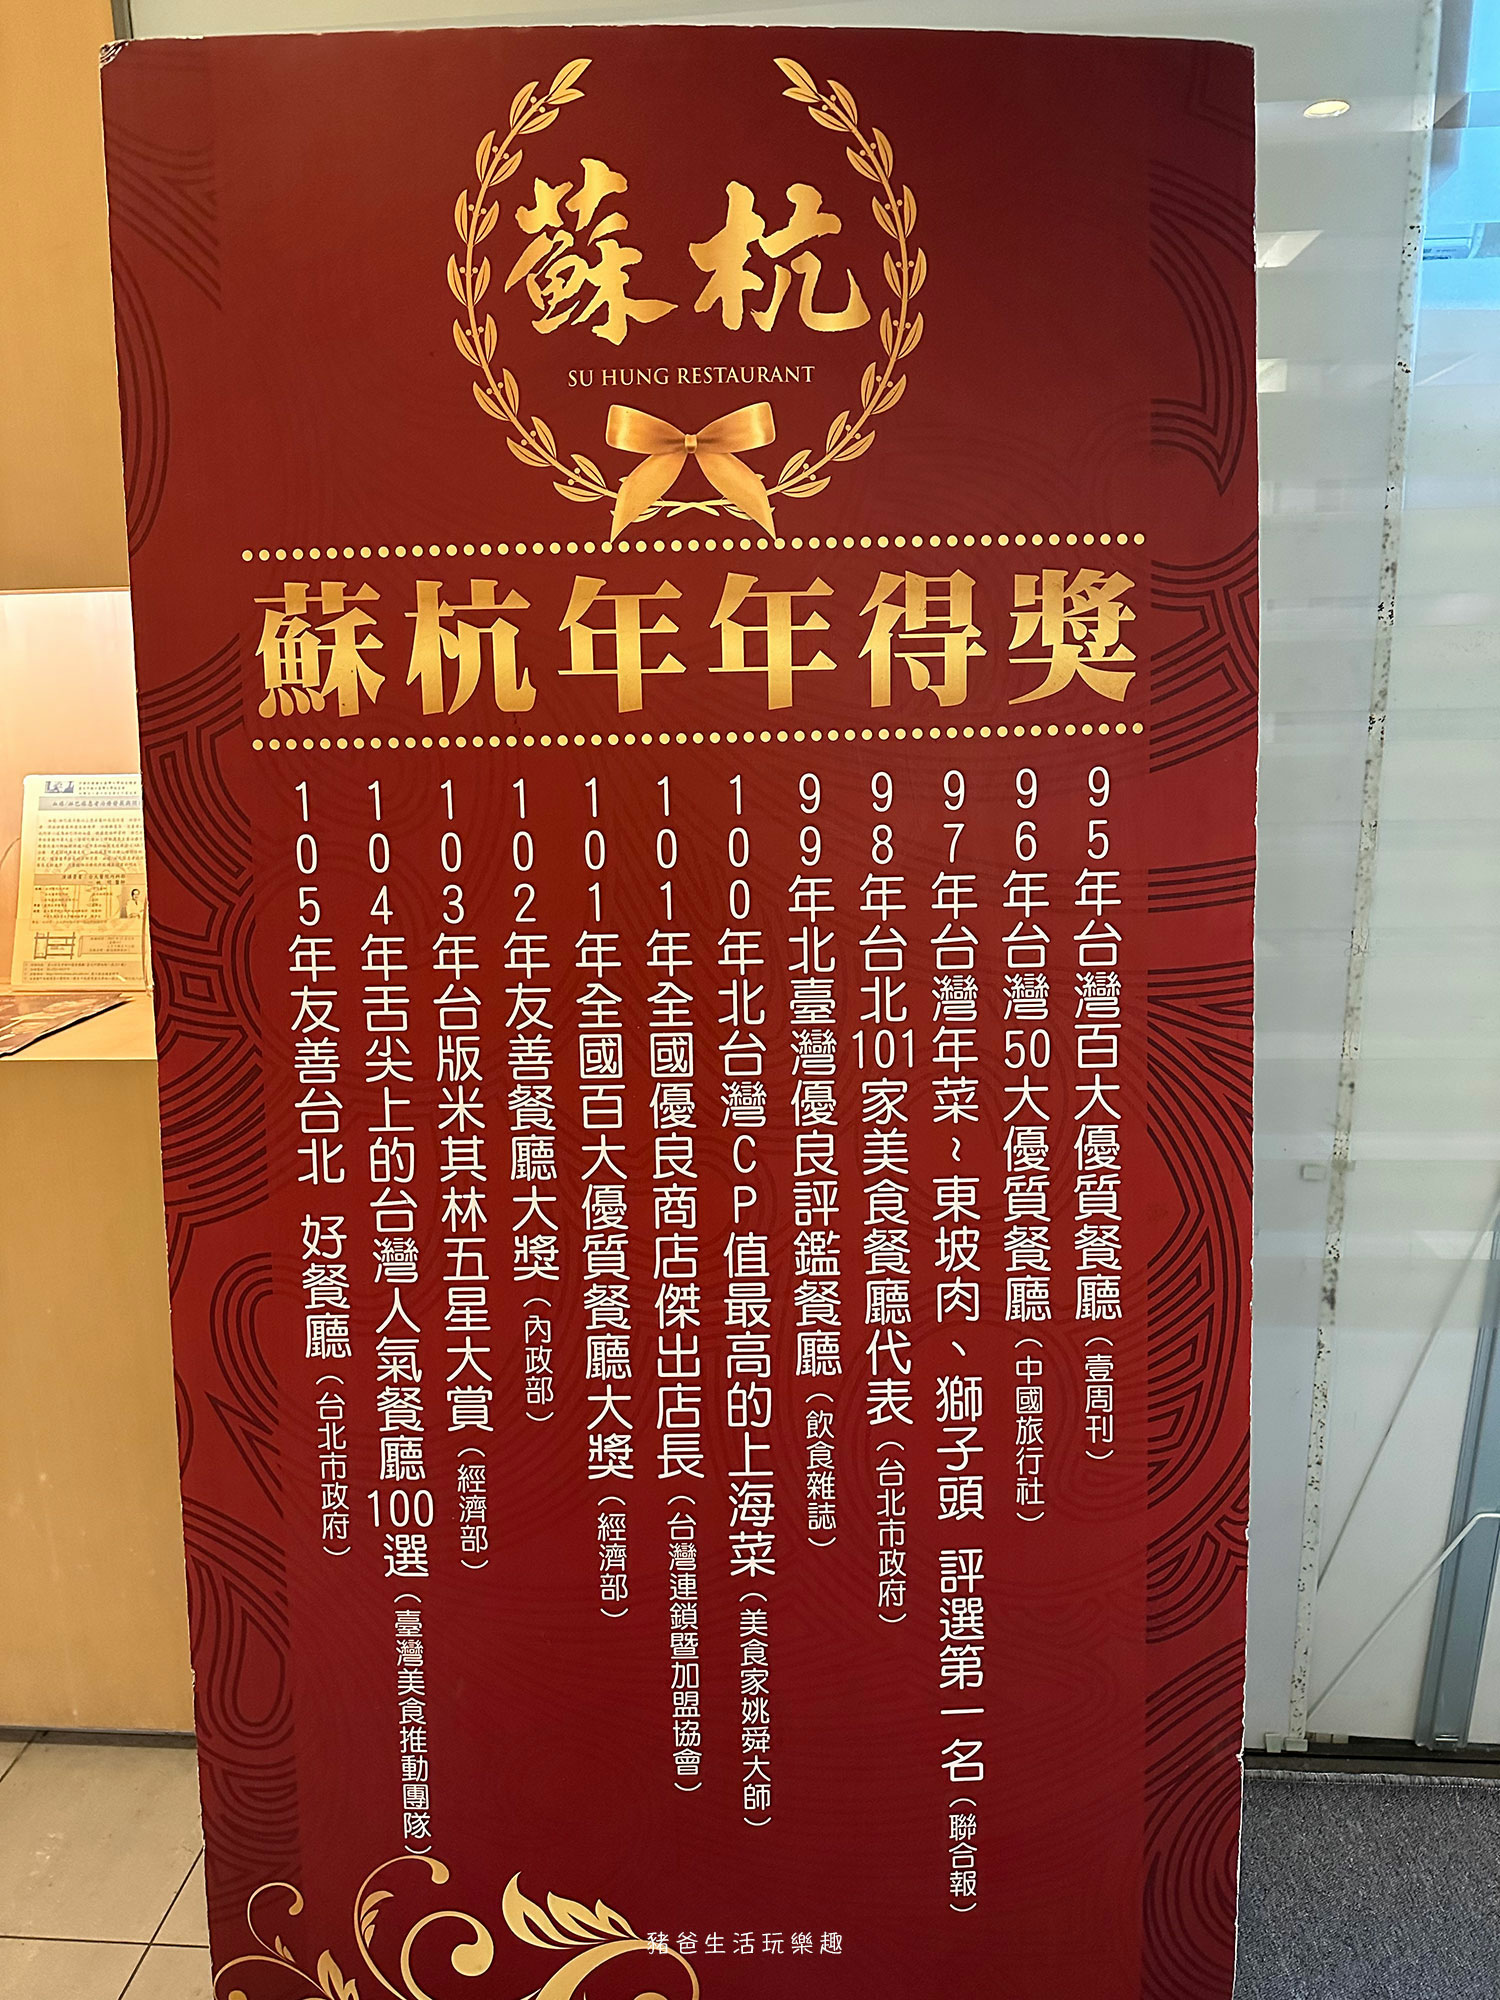 蘇杭
SU HUNG RESTAURANT
蘇杭年年得獎
95年台灣百大優質餐廳（壹周刊）
96年台灣50大優質餐廳（中國旅行社）
97年台灣年菜~東坡肉、獅子頭 評選第一名（聯合報）
98年台北101家美食餐廳代表（台北市政府）
99年北臺灣優良評鑑餐廳（飲食雜誌）
100年北台灣CP值最高的上海菜（美食家姚舜大師）
101年全國優良商店傑出店長（台灣連鎖暨加盟協會）
101年全國百大優質餐廳大獎（經濟部）
102年友善餐廳大獎（內政部）
103年台版米其林五星大賞（經濟部）
104年舌尖上的台灣人氣餐廳100選（臺灣美食推動團隊）
105年友善台北 好餐廳（台北市政府）
豬爸生活玩樂趣